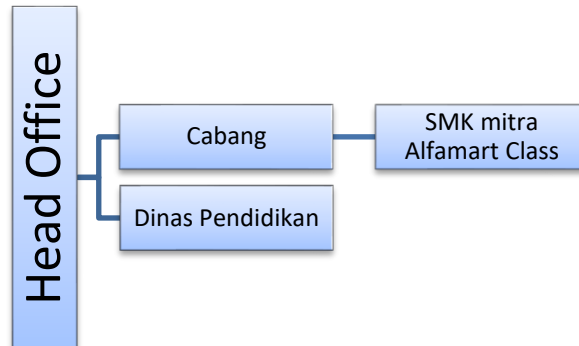 Head Office
Cabang
SMK mitra
Alfamart Class
Dinas Pendidikan